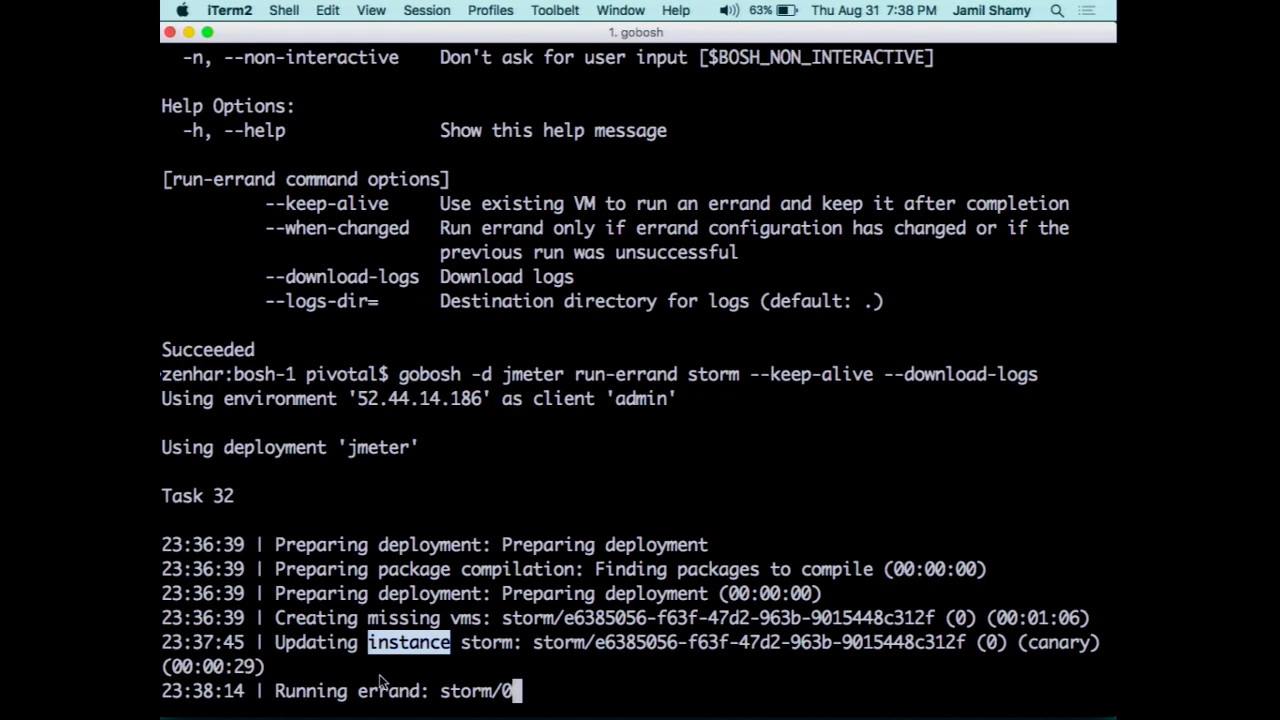 iTerm2 Shell Edit View Session Profiles Toolbelt Window Help 63% Thu Aug 31 7:38 PM Jamil Shamy
1. gobosh
-n, --non-interactive Don't ask for user input [$BOSH_NON_INTERACTIVE]
Help Options:
-h, --help Show this help message
[run-errand command options]
--keep-alive Use existing VM to run an errand and keep it after completion
--when-changed Run errand only if errand configuration has changed or if the
previous run was unsuccessful
--download-logs Download logs
--logs-dir= Destination directory for logs (default: .)
Succeeded
zenhar:bosh-1 pivotal$ gobosh -d jmeter run-errand storm --keep-alive --download-logs
Using environment '52.44.14.186' as client 'admin'
Using deployment 'jmeter'
Task 32
23:36:39 | Preparing deployment: Preparing deployment
23:36:39 | Preparing package compilation: Finding packages to compile (00:00:00)
23:36:39 | Preparing deployment: Preparing deployment (00:00:00)
23:36:39 | Creating missing vms: storm/e6385056-f63f-47d2-963b-9015448c312f (0) (00:01:06)
23:37:45 | Updating instance storm: storm/e6385056-f63f-47d2-963b-9015448c312f (0) (canary)
(00:00:29)
23:38:14 | Running errand: storm/0